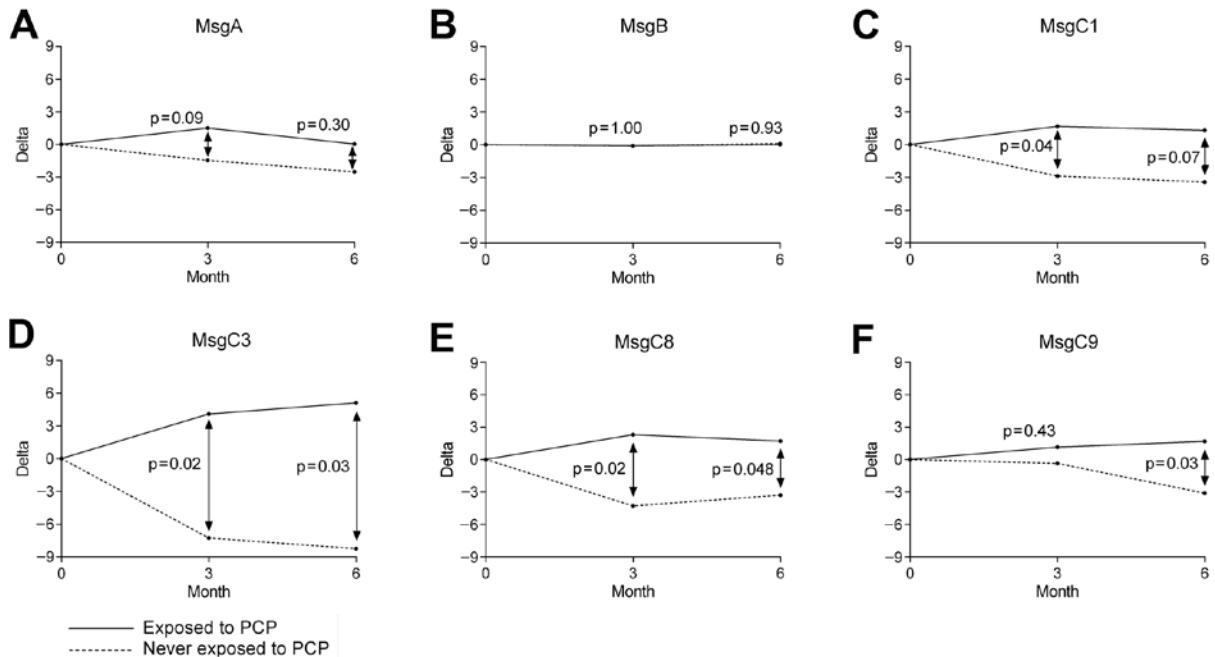 A
MsgA
9
6
3
0
−3
−6
−9
Delta
p=0.09
p=0.30
0
3
6
Month
B
MsgB
9
6
3
0
−3
−6
−9
Delta
p=1.00
p=0.93
0
3
6
Month
C
MsgC1
9
6
3
0
−3
−6
−9
Delta
p=0.04
p=0.07
0
3
6
Month
D
MsgC3
9
6
3
0
−3
−6
−9
Delta
p=0.02
p=0.03
0
3
6
Month
E
MsgC8
9
6
3
0
−3
−6
−9
Delta
p=0.02
p=0.048
0
3
6
Month
F
MsgC9
9
6
3
0
−3
−6
−9
Delta
p=0.43
p=0.03
0
3
6
Month
Exposed to PCP
Never exposed to PCP